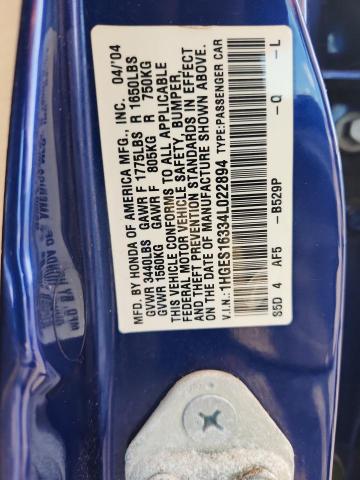 MFD. BY HONDA OF AMERICA MFG., INC. 04/'04
GVWR 3440LBS GAWR F 1775LBS R 1650LBS
GVWR 1560KG GAWR F 805KG R 750KG
THIS VEHICLE CONFORMS TO ALL APPLICABLE
FEDERAL MOTOR VEHICLE SAFETY, BUMPER,
AND THEFT PREVENTION STANDARDS IN EFFECT
ON THE DATE OF MANUFACTURE SHOWN ABOVE.
V.I.N.: 1HGES16334L022894 TYPE: PASSENGER CAR
S5D 4 AF5 - B529P - Q - L